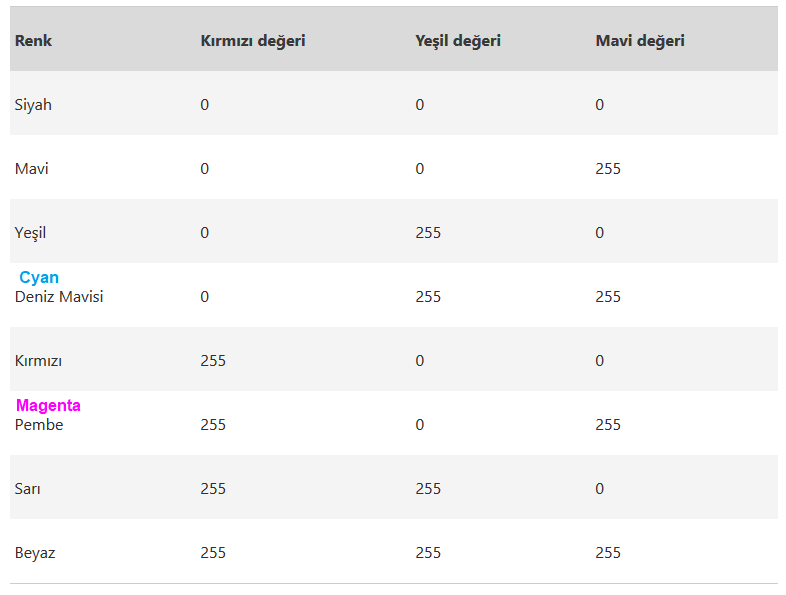 Renk Kırmızı değeri Yeşil değeri Mavi değeri
Siyah 0 0 0
Mavi 0 0 255
Yeşil 0 255 0
Cyan
Deniz Mavisi 0 255 255
Kırmızı 255 0 0
Magenta
Pembe 255 0 255
Sarı 255 255 0
Beyaz 255 255 255